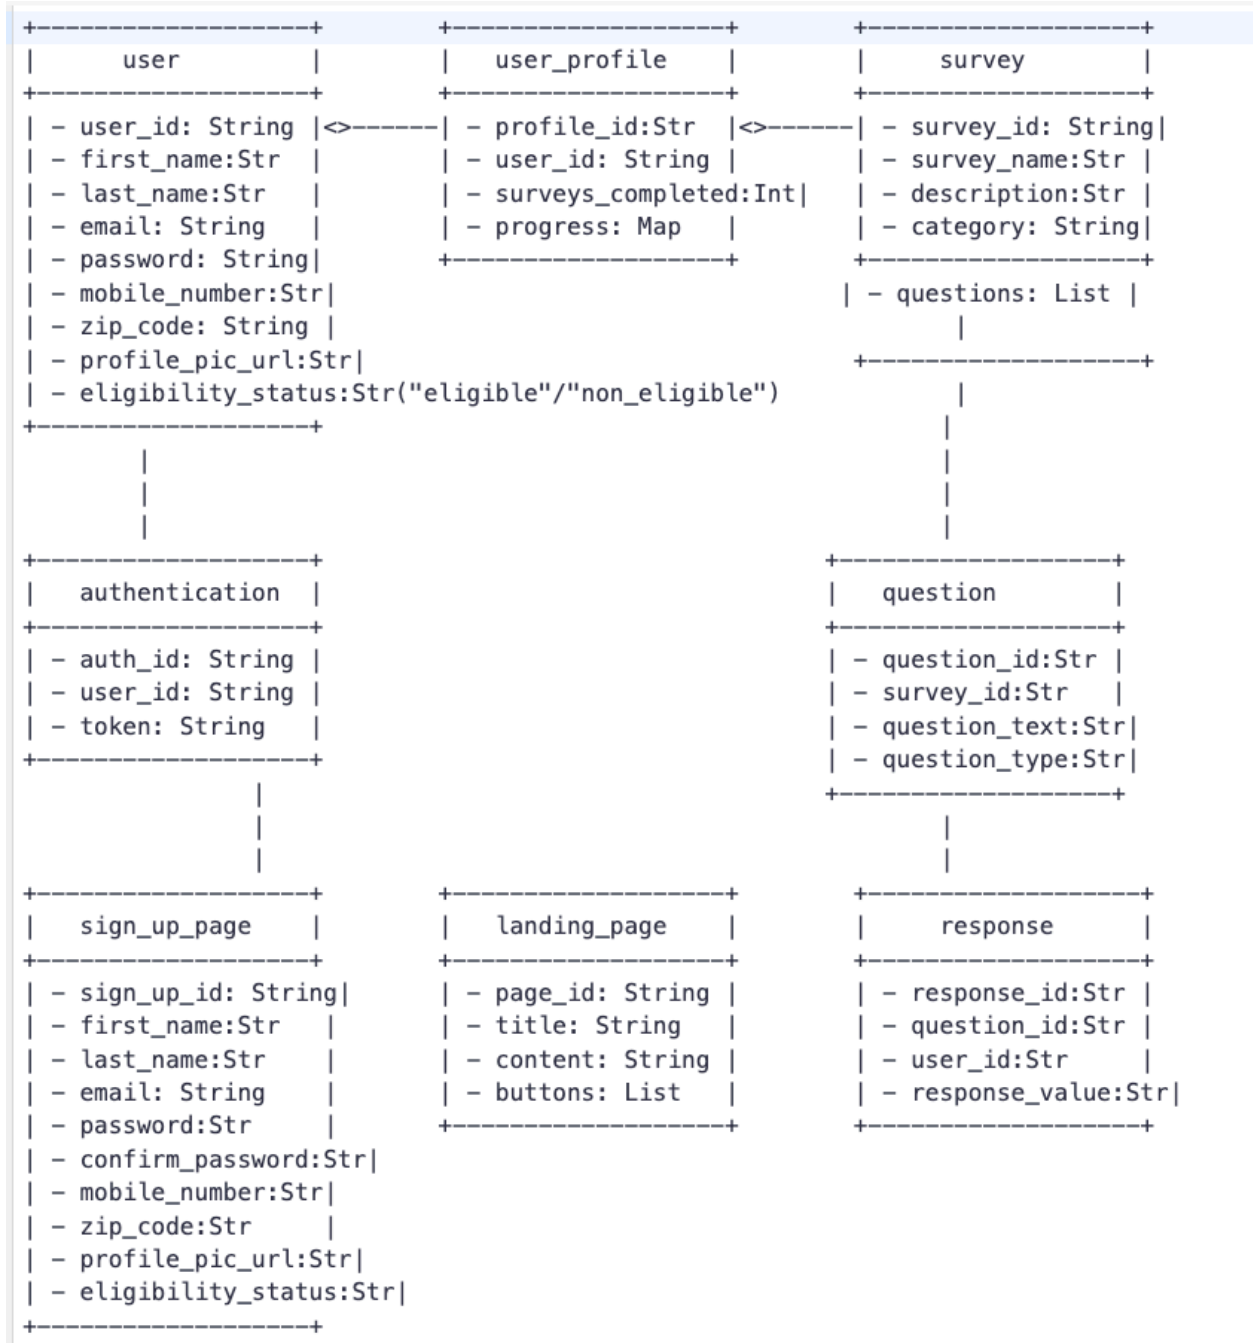 +-------------------+        +-------------------+        +-------------------+
|      user         |        |   user_profile    |        |     survey        |
+-------------------+        +-------------------+        +-------------------+
| - user_id: String |<>------| - profile_id:Str  |<>------| - survey_id: String|
| - first_name:Str  |        | - user_id: String |        | - survey_name:Str |
| - last_name:Str   |        | - surveys_completed:Int|   | - description:Str |
| - email: String   |        | - progress: Map   |        | - category: String|
| - password: String|        +-------------------+        +-------------------+
| - mobile_number:Str|                                   | - questions: List |
| - zip_code: String |                                           |
| - profile_pic_url:Str|                                  +-------------------+
| - eligibility_status:Str("eligible"/"non_eligible")            |
+-------------------+                                           |
        |                                                       |
        |                                                       |
        |                                                       |
+-------------------+                                   +-------------------+
|   authentication  |                                   |   question        |
+-------------------+                                   +-------------------+
| - auth_id: String |                                   | - question_id:Str |
| - user_id: String |                                   | - survey_id:Str   |
| - token: String   |                                   | - question_text:Str|
+-------------------+                                   | - question_type:Str|
                |                                       +-------------------+
                |                                               |
                |                                               |
+-------------------+        +-------------------+        +-------------------+
|   sign_up_page    |        |   landing_page    |        |     response      |
+-------------------+        +-------------------+        +-------------------+
| - sign_up_id: String|      | - page_id: String |        | - response_id:Str |
| - first_name:Str   |       | - title: String   |        | - question_id:Str |
| - last_name:Str    |       | - content: String |        | - user_id:Str     |
| - email: String    |       | - buttons: List   |        | - response_value:Str|
| - password:Str     |       +-------------------+        +-------------------+
| - confirm_password:Str|
| - mobile_number:Str|
| - zip_code:Str     |
| - profile_pic_url:Str|
| - eligibility_status:Str|
+-------------------+